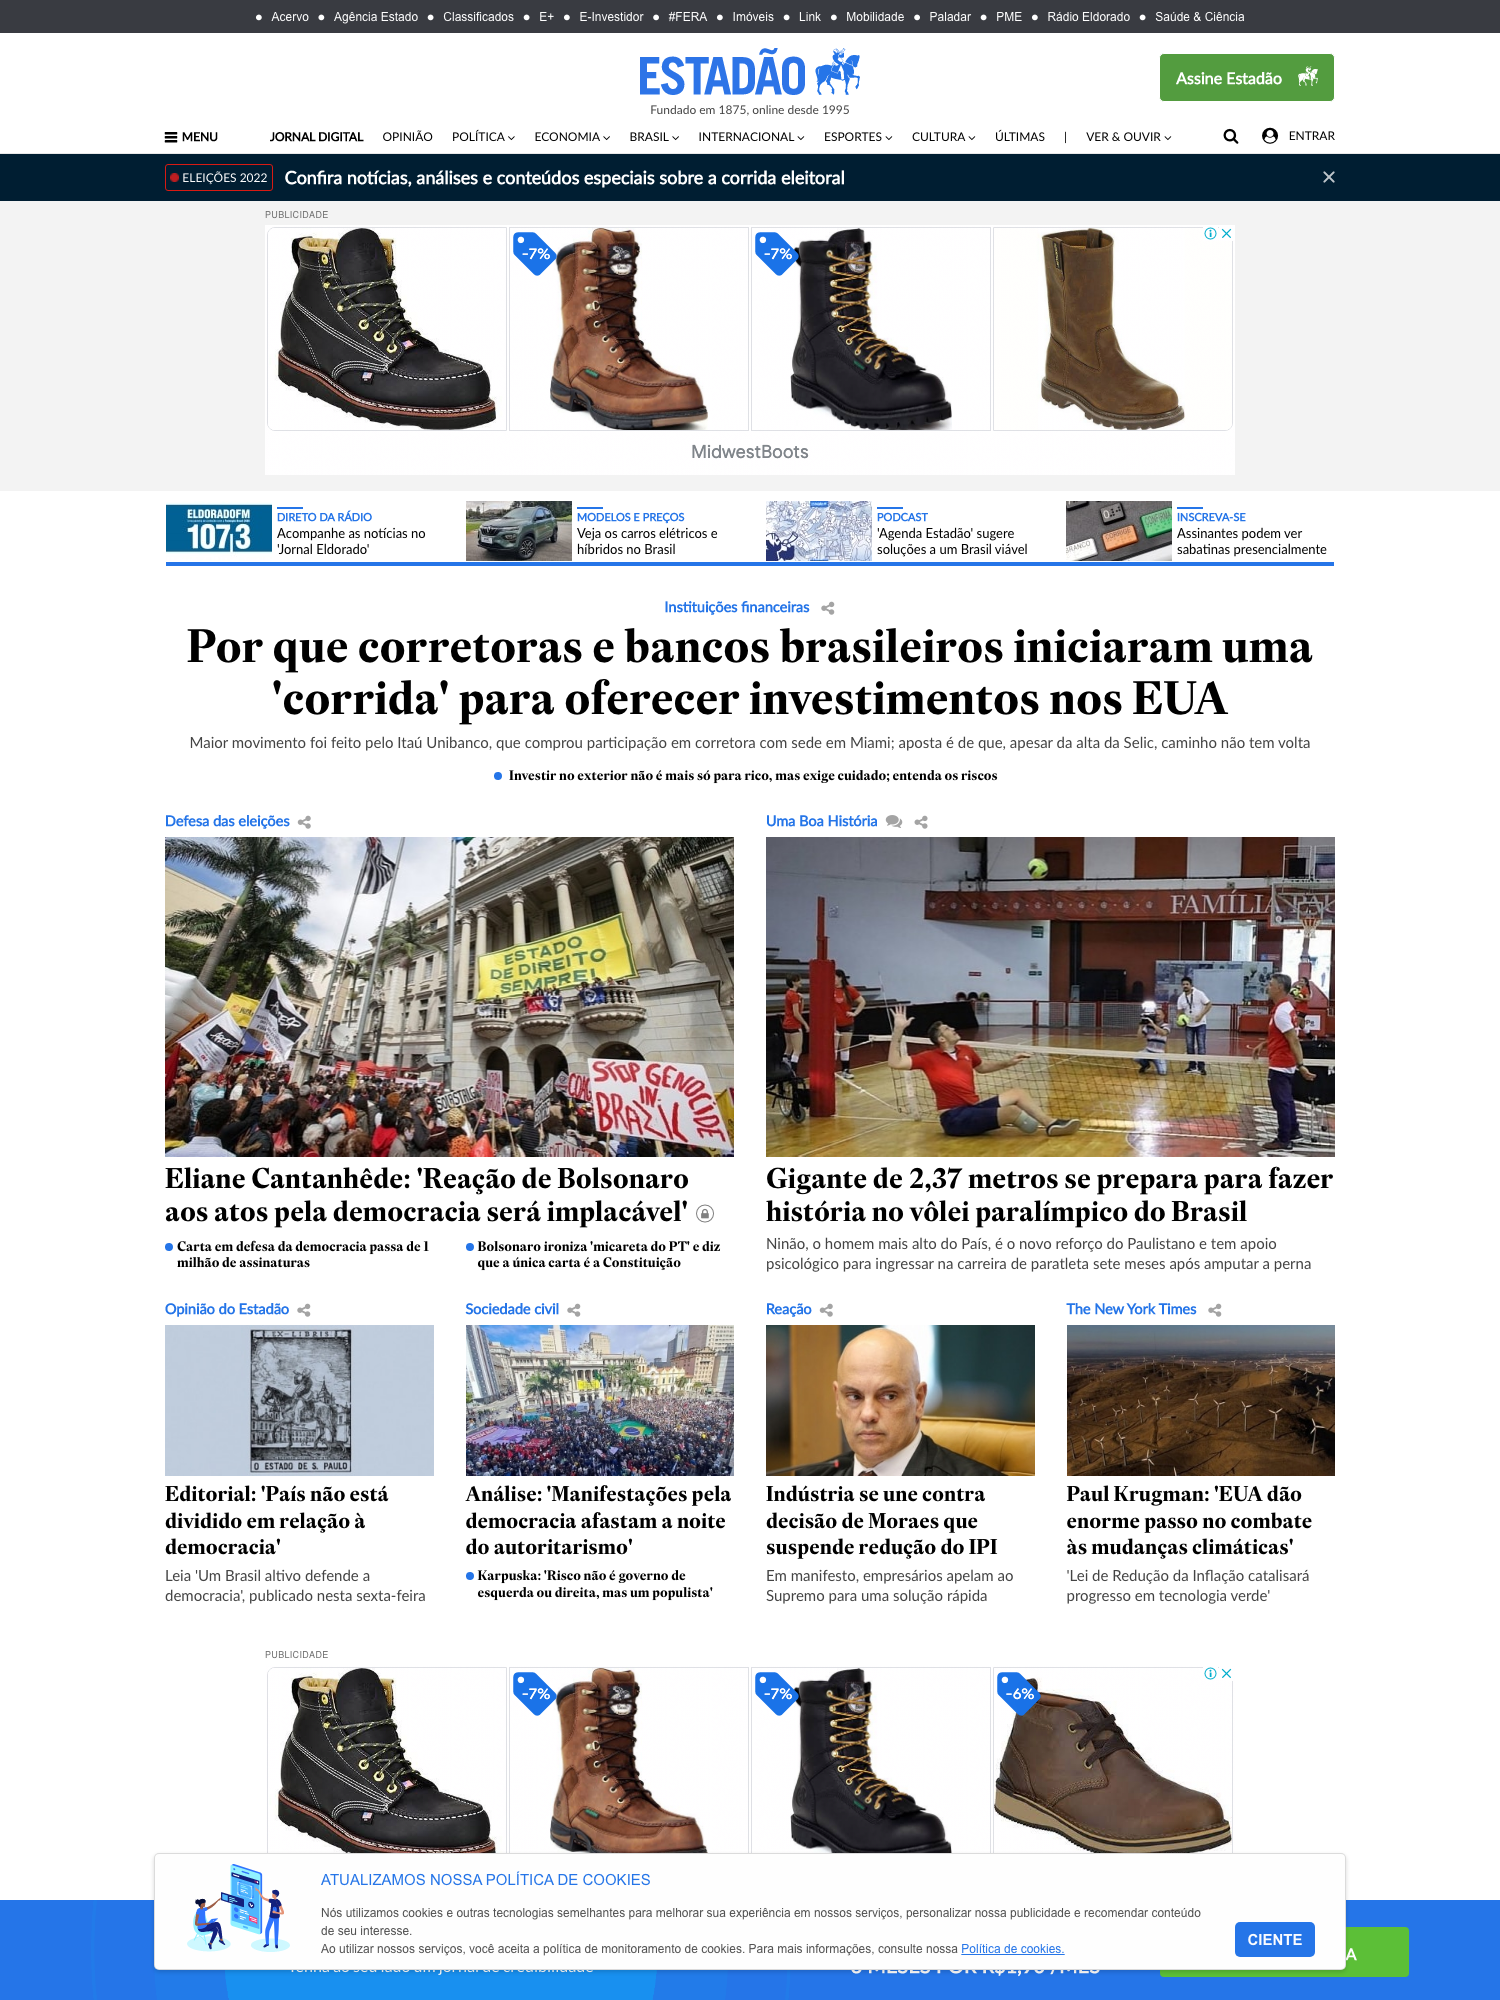 Acervo • Agência Estado • Classificados • E+ • E-Investidor • #FERA • Imóveis • Link • Mobilidade • Paladar • PME • Rádio Eldorado • Saúde & Ciência
ESTADÃO
Fundado em 1875, online desde 1995
Assine Estadão
MENU JORNAL DIGITAL OPINIÃO POLÍTICA ECONOMIA BRASIL INTERNACIONAL ESPORTES CULTURA ÚLTIMAS | VER & OUVIR ENTRAR
ELEIÇÕES 2022 Confira notícias, análises e conteúdos especiais sobre a corrida eleitoral
PUBLICIDADE
-7%
-7%
MidwestBoots
ELDORADOFM
107,3
DIRETO DA RÁDIO
Acompanhe as notícias no
'Jornal Eldorado'
MODELOS E PREÇOS
Veja os carros elétricos e
híbridos no Brasil
PODCAST
'Agenda Estadão' sugere
soluções a um Brasil viável
BRANCO
CONFIRMA
INSCREVA-SE
Assinantes podem ver
sabatinas presencialmente
Instituições financeiras
Por que corretoras e bancos brasileiros iniciaram uma
'corrida' para oferecer investimentos nos EUA
Maior movimento foi feito pelo Itaú Unibanco, que comprou participação em corretora com sede em Miami; aposta é de que, apesar da alta da Selic, caminho não tem volta
Investir no exterior não é mais só para rico, mas exige cuidado; entenda os riscos
Defesa das eleições
ESTADO
DE DIREITO
SEMPRE!
STOP GENOCIDE
IN
BRAZIL
Eliane Cantanhêde: 'Reação de Bolsonaro
aos atos pela democracia será implacável'
Carta em defesa da democracia passa de 1
milhão de assinaturas
Bolsonaro ironiza 'micareta do PT' e diz
que a única carta é a Constituição
Uma Boa História
FAMÍLIA PA
Gigante de 2,37 metros se prepara para fazer
história no vôlei paralímpico do Brasil
Ninão, o homem mais alto do País, é o novo reforço do Paulistano e tem apoio
psicológico para ingressar na carreira de paratleta sete meses após amputar a perna
Opinião do Estadão
EX-LIBRIS
O ESTADO DE S. PAULO
Editorial: 'País não está
dividido em relação à
democracia'
Leia 'Um Brasil altivo defende a
democracia', publicado nesta sexta-feira
Sociedade civil
Análise: 'Manifestações pela
democracia afastam a noite
do autoritarismo'
Karpuska: 'Risco não é governo de
esquerda ou direita, mas um populista'
Reação
Indústria se une contra
decisão de Moraes que
suspende redução do IPI
Em manifesto, empresários apelam ao
Supremo para uma solução rápida
The New York Times
Paul Krugman: 'EUA dão
enorme passo no combate
às mudanças climáticas'
'Lei de Redução da Inflação catalisará
progresso em tecnologia verde'
PUBLICIDADE
-7%
-7%
-6%
ATUALIZAMOS NOSSA POLÍTICA DE COOKIES
Nós utilizamos cookies e outras tecnologias semelhantes para melhorar sua experiência em nossos serviços, personalizar nossa publicidade e recomendar conteúdo
de seu interesse.
Ao utilizar nossos serviços, você aceita a política de monitoramento de cookies. Para mais informações, consulte nossa Política de cookies.
CIENTE